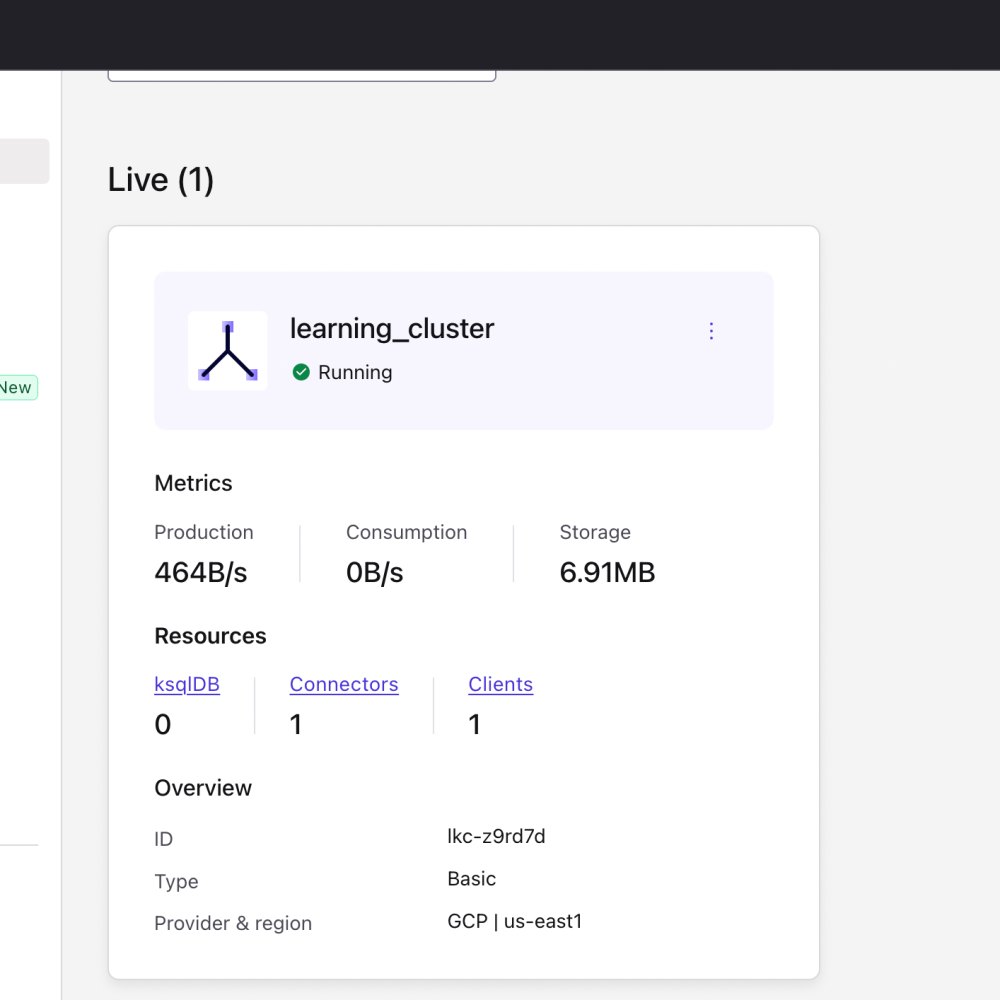 Live (1)
New
learning_cluster
Running
Metrics
Production Consumption Storage
464B/s 0B/s 6.91MB
Resources
ksqlDB Connectors Clients
0 1 1
Overview
ID lkc-z9rd7d
Type Basic
Provider & region GCP | us-east1